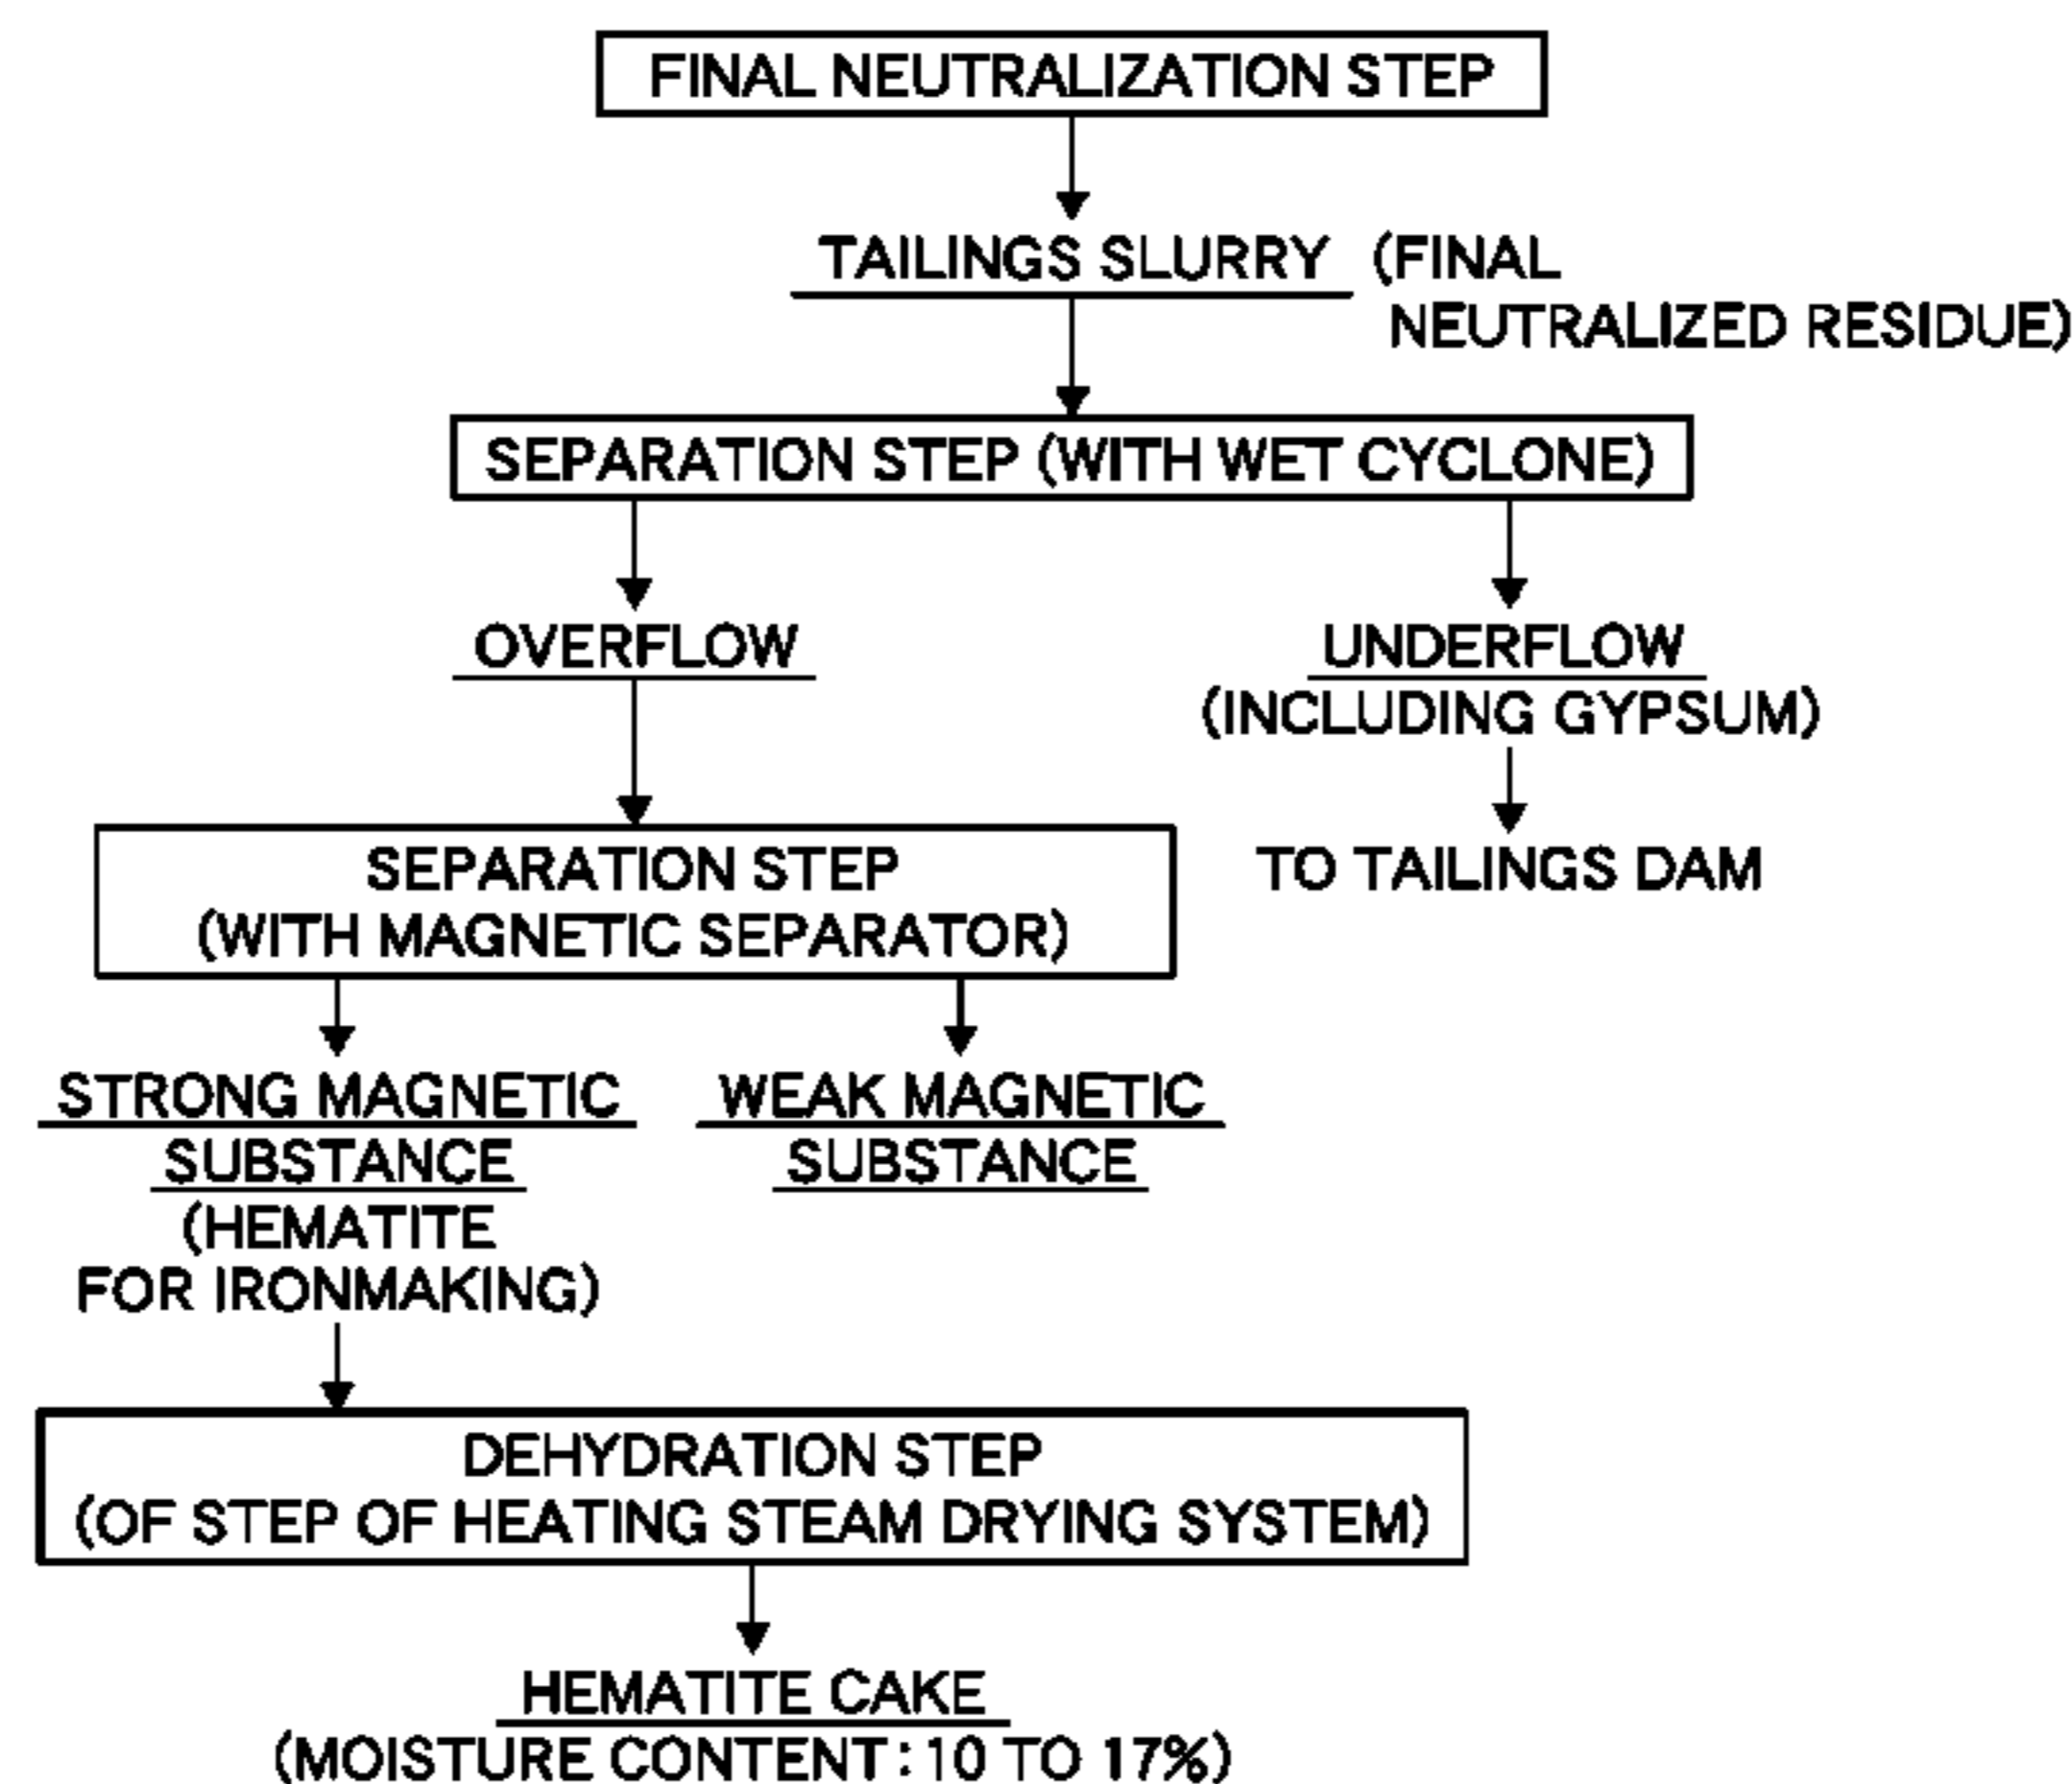 FINAL NEUTRALIZATION STEP
TAILINGS SLURRY (FINAL
NEUTRALIZED RESIDUE)
SEPARATION STEP (WITH WET CYCLONE)
OVERFLOW
UNDERFLOW
(INCLUDING GYPSUM)
SEPARATION STEP
(WITH MAGNETIC SEPARATOR)
TO TAILINGS DAM
STRONG MAGNETIC
SUBSTANCE
(HEMATITE
FOR IRONMAKING)
WEAK MAGNETIC
SUBSTANCE
DEHYDRATION STEP
(OF STEP OF HEATING STEAM DRYING SYSTEM)
HEMATITE CAKE
(MOISTURE CONTENT: 10 TO 17%)